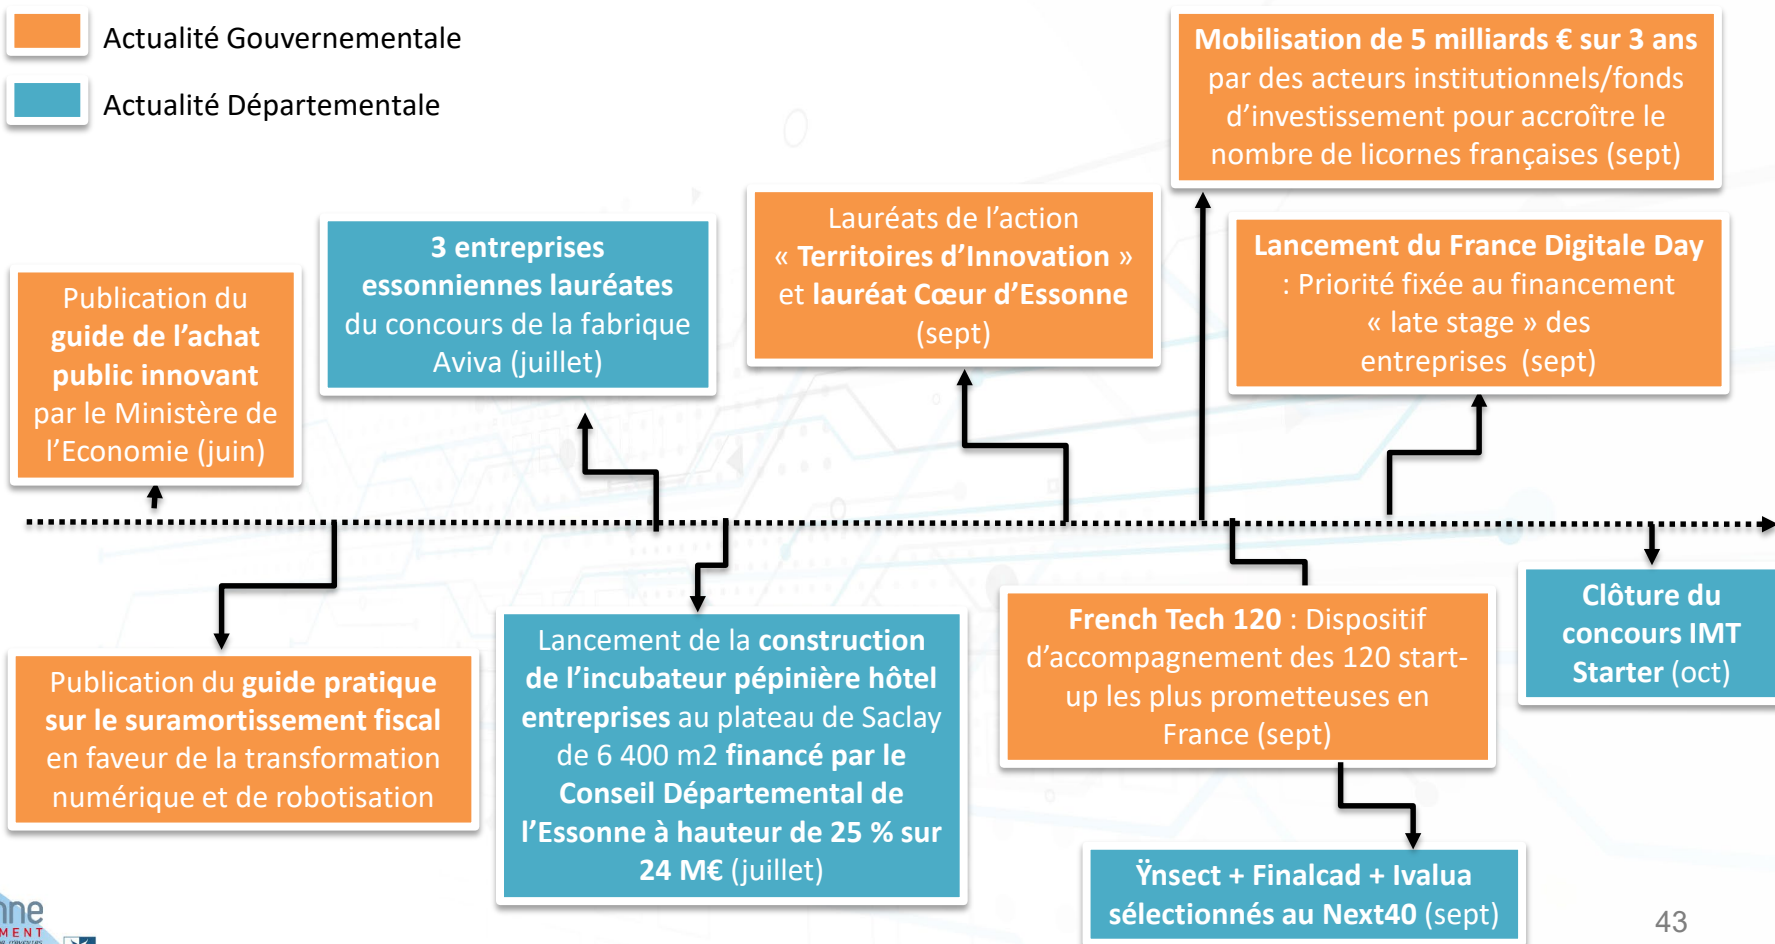 Actualité Gouvernementale
Actualité Départementale
Mobilisation de 5 milliards € sur 3 ans
par des acteurs institutionnels/fonds
d’investissement pour accroître le
nombre de licornes françaises (sept)
Publication du
guide de l’achat
public innovant
par le Ministère de
l’Economie (juin)
3 entreprises
essonniennes lauréates
du concours de la fabrique
Aviva (juillet)
Lauréats de l’action
« Territoires d’Innovation »
et lauréat Cœur d’Essonne
(sept)
Lancement du France Digitale Day
: Priorité fixée au financement
« late stage » des
entreprises (sept)
Publication du guide pratique
sur le suramortissement fiscal
en faveur de la transformation
numérique et de robotisation
Lancement de la construction
de l’incubateur pépinière hôtel
entreprises au plateau de Saclay
de 6 400 m2 financé par le
Conseil Départemental de
l’Essonne à hauteur de 25 % sur
24 M€ (juillet)
French Tech 120 : Dispositif
d’accompagnement des 120 start-
up les plus prometteuses en
France (sept)
Clôture du
concours IMT
Starter (oct)
Ÿnsect + Finalcad + Ivalua
sélectionnés au Next40 (sept)
43